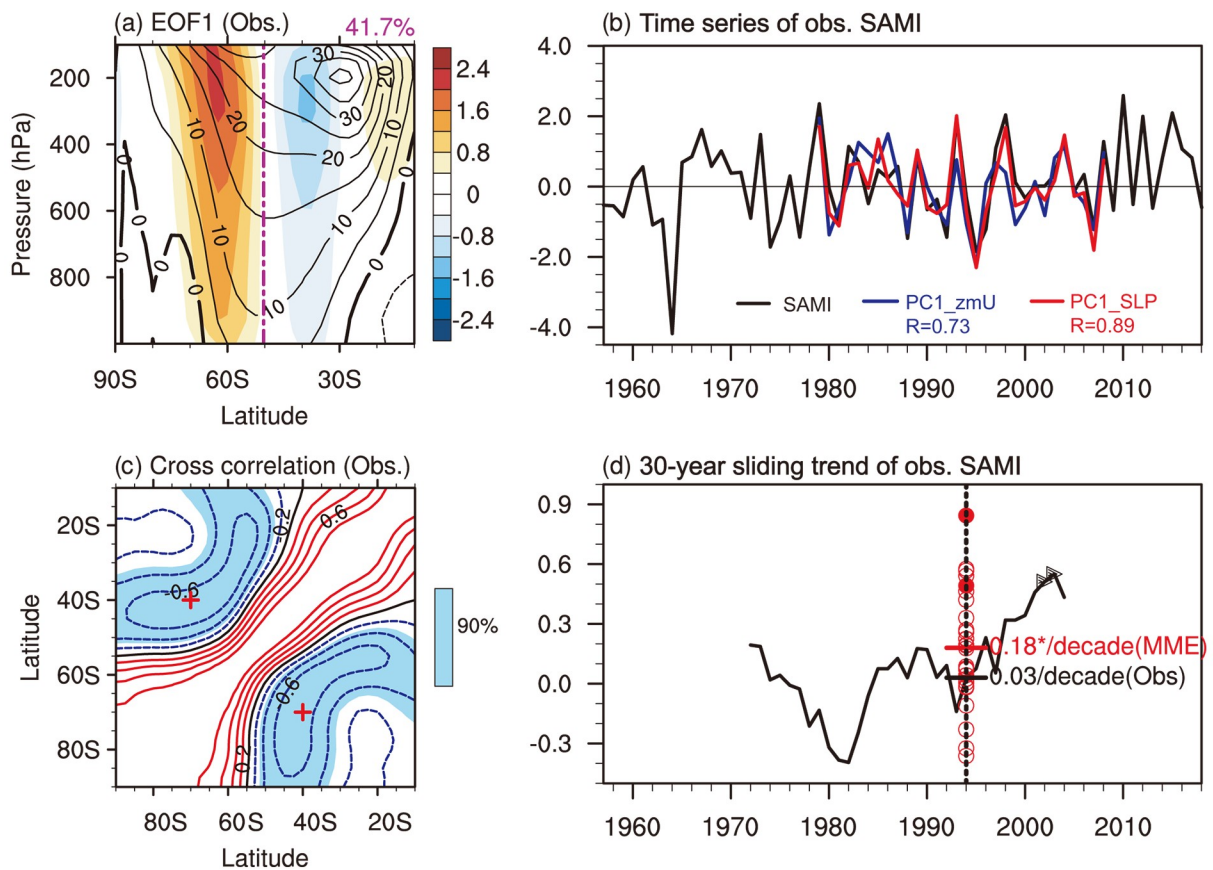 (a) EOF1 (Obs.)
41.7%
Pressure (hPa)
200
400
600
800
90S 60S 30S
Latitude
30
20
30
20
10
20
10
10
10
10
0
0
0
0
0
2.4
1.6
0.8
0
-0.8
-1.6
-2.4
(b) Time series of obs. SAMI
4.0
2.0
0.0
-2.0
-4.0
SAMI PC1_zmU PC1_SLP
R=0.73 R=0.89
1960 1970 1980 1990 2000 2010
(c) Cross correlation (Obs.)
Latitude
20S
40S
60S
80S
0.2
0.6
-0.6
-0.6
0.2
80S 60S 40S 20S
Latitude
90%
(d) 30-year sliding trend of obs. SAMI
0.9
0.6
0.3
0.0
-0.3
0.18*/decade(MME)
0.03/decade(Obs)
1960 1970 1980 1990 2000 2010